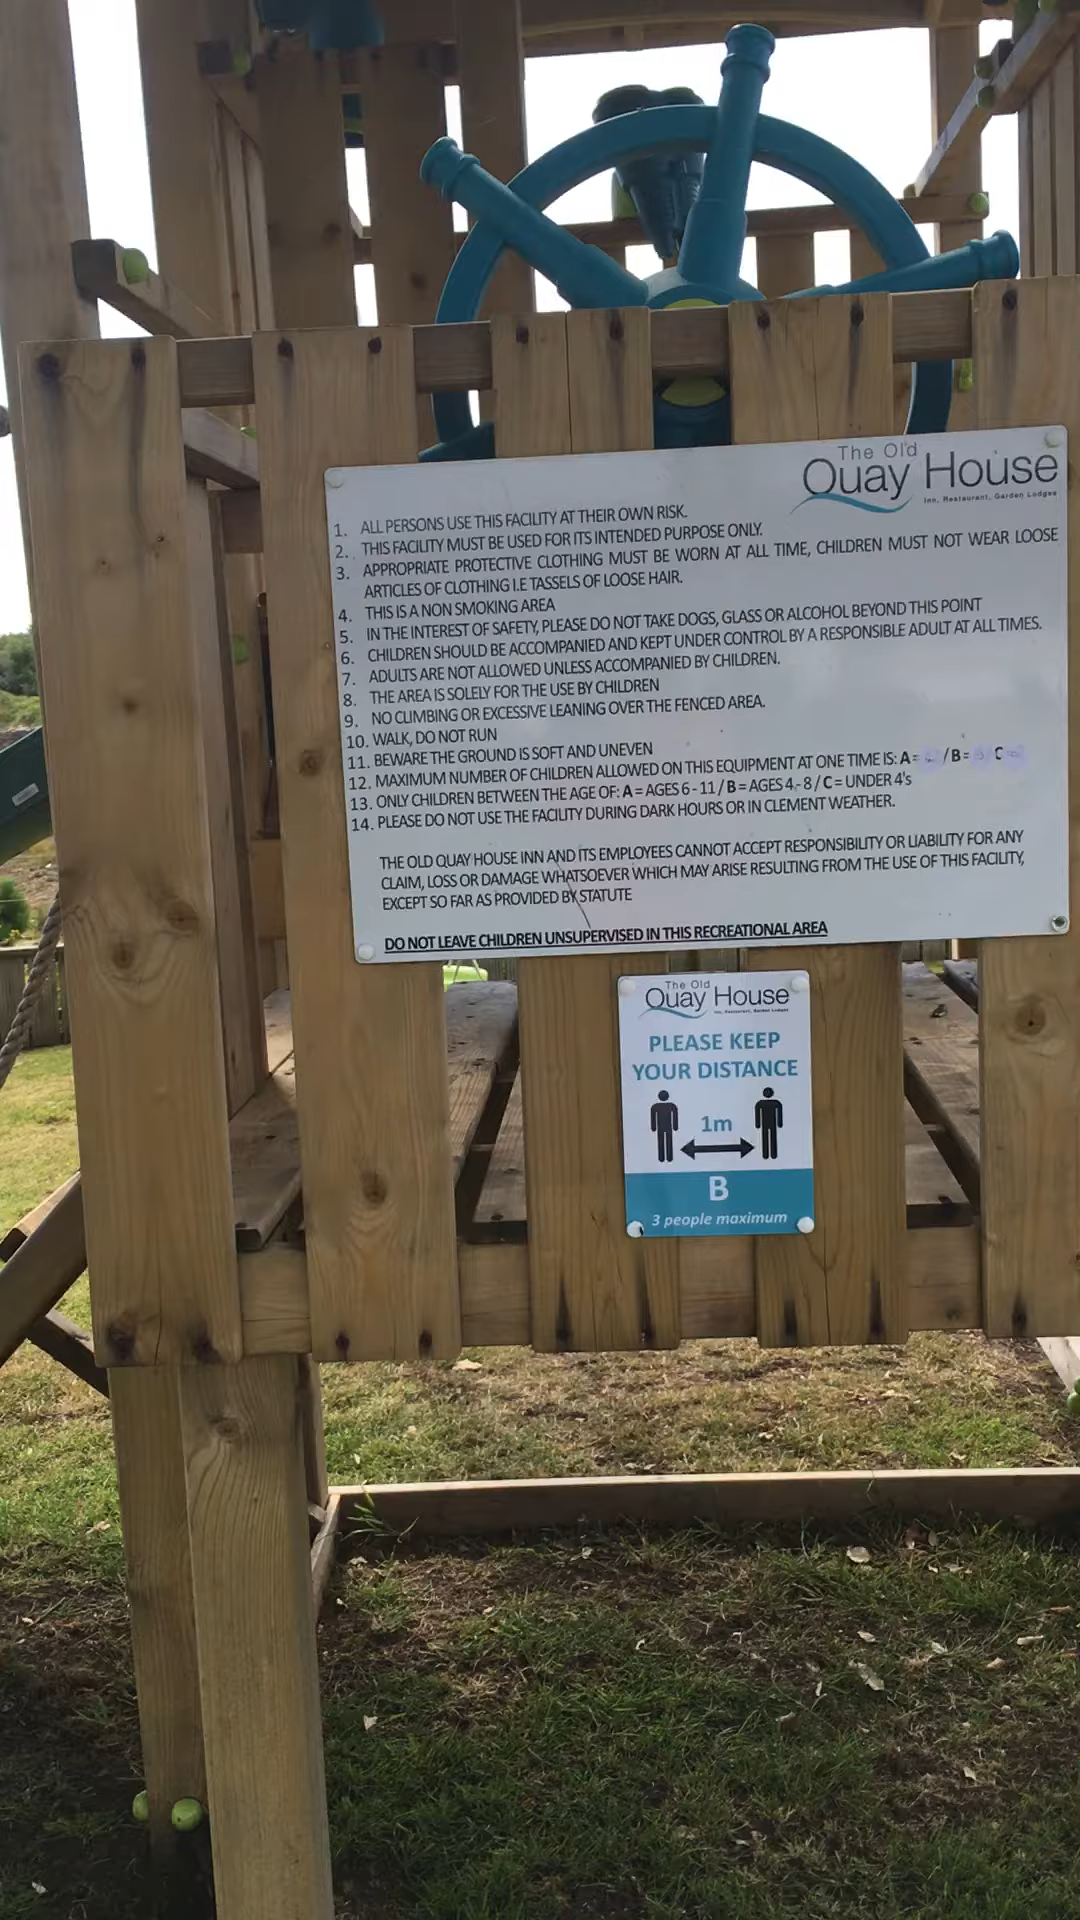 The Old
Quay House
Inn, Restaurant, Garden Lodges
1. ALL PERSONS USE THIS FACILITY AT THEIR OWN RISK.
2. THIS FACILITY MUST BE USED FOR ITS INTENDED PURPOSE ONLY.
3. APPROPRIATE PROTECTIVE CLOTHING MUST BE WORN AT ALL TIME, CHILDREN MUST NOT WEAR LOOSE
ARTICLES OF CLOTHING I.E TASSELS OF LOOSE HAIR.
4. THIS IS A NON SMOKING AREA
5. IN THE INTEREST OF SAFETY, PLEASE DO NOT TAKE DOGS, GLASS OR ALCOHOL BEYOND THIS POINT
6. CHILDREN SHOULD BE ACCOMPANIED AND KEPT UNDER CONTROL BY A RESPONSIBLE ADULT AT ALL TIMES.
7. ADULTS ARE NOT ALLOWED UNLESS ACCOMPANIED BY CHILDREN.
8. THE AREA IS SOLELY FOR THE USE BY CHILDREN
9. NO CLIMBING OR EXCESSIVE LEANING OVER THE FENCED AREA.
10. WALK, DO NOT RUN
11. BEWARE THE GROUND IS SOFT AND UNEVEN
12. MAXIMUM NUMBER OF CHILDREN ALLOWED ON THIS EQUIPMENT AT ONE TIME IS: A= / B= / C
13. ONLY CHILDREN BETWEEN THE AGE OF: A = AGES 6 - 11 / B = AGES 4 - 8 / C = UNDER 4's
14. PLEASE DO NOT USE THE FACILITY DURING DARK HOURS OR IN CLEMENT WEATHER.
THE OLD QUAY HOUSE INN AND ITS EMPLOYEES CANNOT ACCEPT RESPONSIBILITY OR LIABILITY FOR ANY
CLAIM, LOSS OR DAMAGE WHATSOEVER WHICH MAY ARISE RESULTING FROM THE USE OF THIS FACILITY,
EXCEPT SO FAR AS PROVIDED BY STATUTE
DO NOT LEAVE CHILDREN UNSUPERVISED IN THIS RECREATIONAL AREA
The Old
Quay House
Inn, Restaurant, Garden Lodges
PLEASE KEEP
YOUR DISTANCE
1m
B
3 people maximum